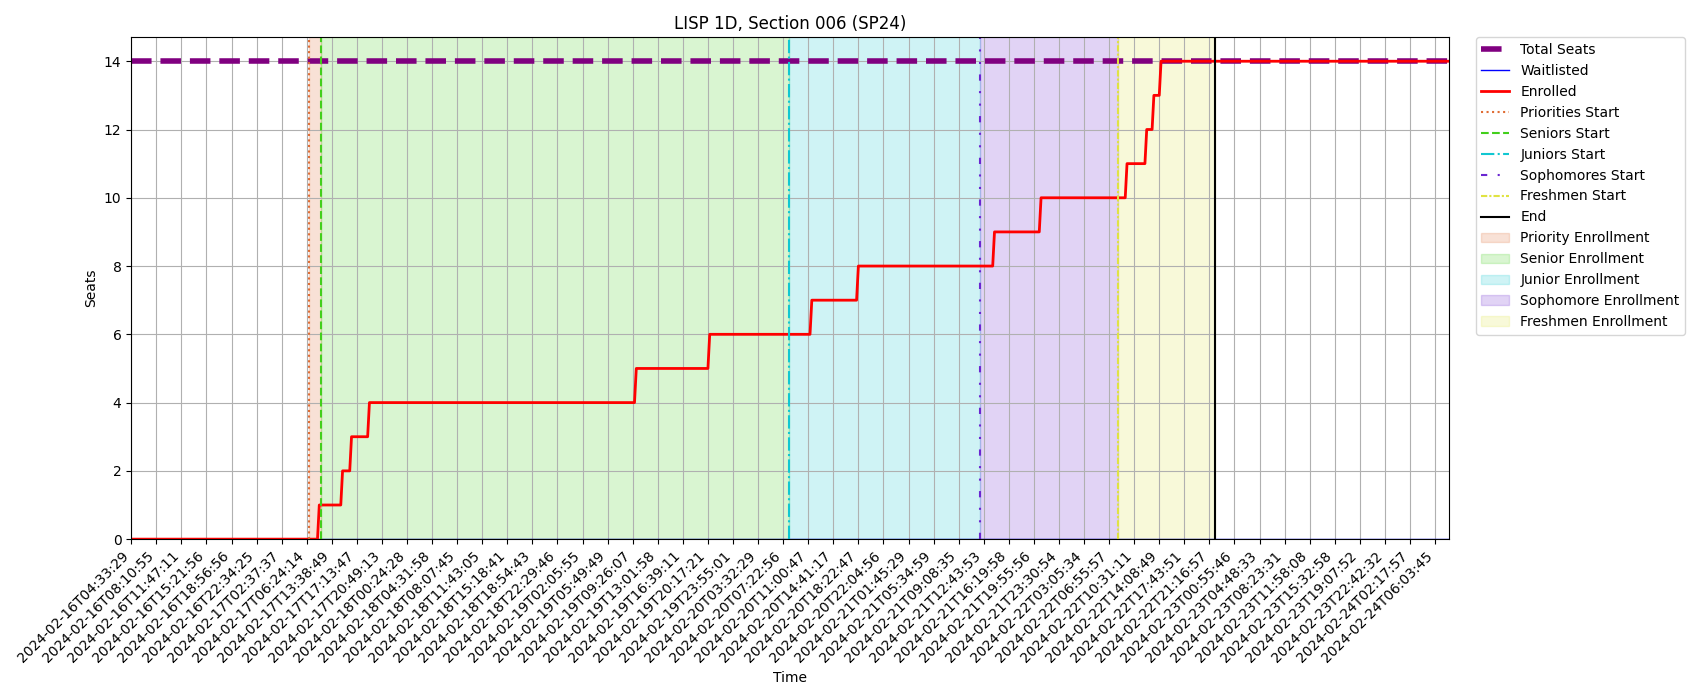 LISP 1D, Section 006 (SP24)
Seats
14
12
10
8
6
4
2
0
2024-02-16T04:33:29
2024-02-16T08:10:55
2024-02-16T11:47:11
2024-02-16T15:21:56
2024-02-16T18:56:56
2024-02-16T22:34:25
2024-02-17T02:37:37
2024-02-17T06:24:14
2024-02-17T13:38:49
2024-02-17T17:13:47
2024-02-17T20:49:13
2024-02-18T00:24:28
2024-02-18T04:31:58
2024-02-18T08:07:45
2024-02-18T11:43:05
2024-02-18T15:18:41
2024-02-18T18:54:43
2024-02-18T22:29:46
2024-02-19T02:05:55
2024-02-19T05:49:49
2024-02-19T09:26:07
2024-02-19T13:01:58
2024-02-19T16:39:11
2024-02-19T20:17:21
2024-02-19T23:55:01
2024-02-20T03:32:29
2024-02-20T07:22:56
2024-02-20T11:00:47
2024-02-20T14:41:17
2024-02-20T18:22:47
2024-02-20T22:04:56
2024-02-21T01:45:29
2024-02-21T05:34:59
2024-02-21T09:08:35
2024-02-21T12:43:53
2024-02-21T16:19:58
2024-02-21T19:55:56
2024-02-21T23:30:54
2024-02-22T03:05:34
2024-02-22T06:55:57
2024-02-22T10:31:11
2024-02-22T14:08:49
2024-02-22T17:43:51
2024-02-22T21:16:57
2024-02-23T00:55:46
2024-02-23T04:48:33
2024-02-23T08:23:31
2024-02-23T11:58:08
2024-02-23T15:32:58
2024-02-23T19:07:52
2024-02-23T22:42:32
2024-02-24T02:17:57
2024-02-24T06:03:45
Time
Total Seats
Waitlisted
Enrolled
Priorities Start
Seniors Start
Juniors Start
Sophomores Start
Freshmen Start
End
Priority Enrollment
Senior Enrollment
Junior Enrollment
Sophomore Enrollment
Freshmen Enrollment